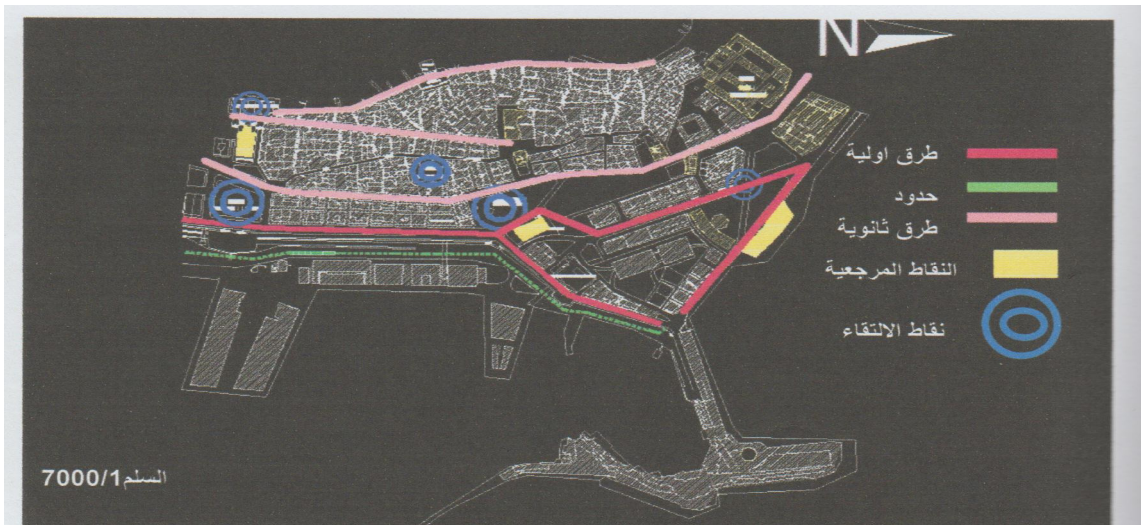 N
طرق اولية
حدود
طرق ثانوية
النقاط المرجعية
نقاط الالتقاء
السلم7000/1